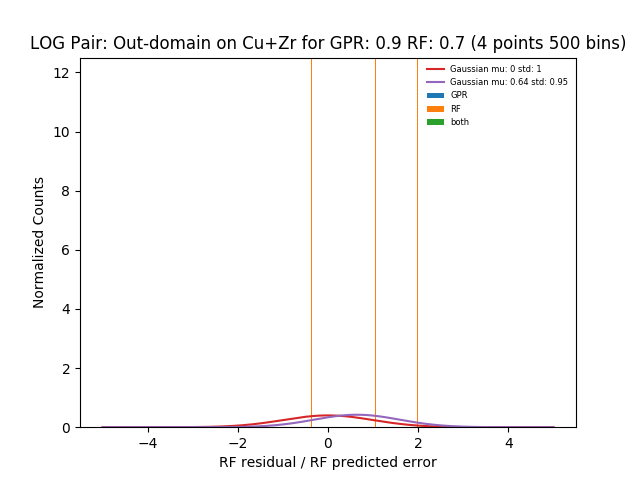 LOG Pair: Out-domain on Cu+Zr for GPR: 0.9 RF: 0.7 (4 points 500 bins)
Gaussian mu: 0 std: 1
Gaussian mu: 0.64 std: 0.95
GPR
RF
both
Normalized Counts
12
10
8
6
4
2
0
−4
−2
0
2
4
RF residual / RF predicted error